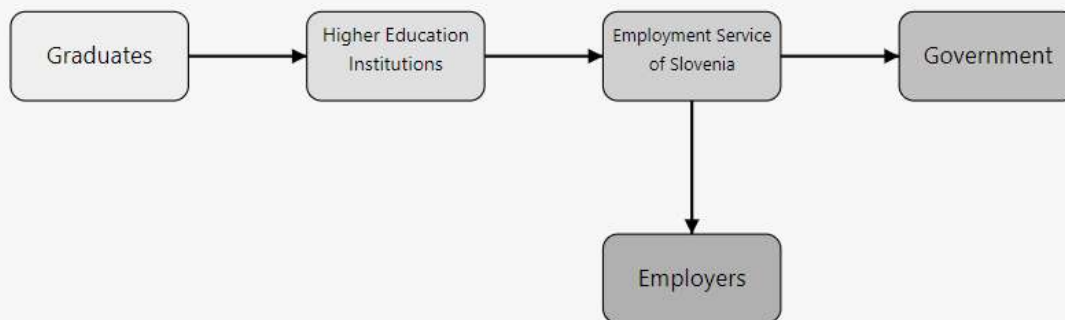 Graduates
Higher Education
Institutions
Employment Service
of Slovenia
Government
Employers